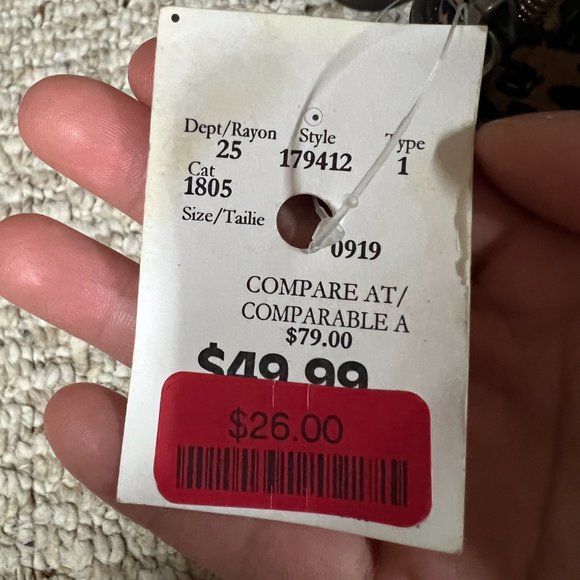 Dept/Rayon Style Type
25 179412 1
Cat
1805
Size/Tailie
0919
COMPARE AT/
COMPARABLE A
$79.00
$49.99
$26.00